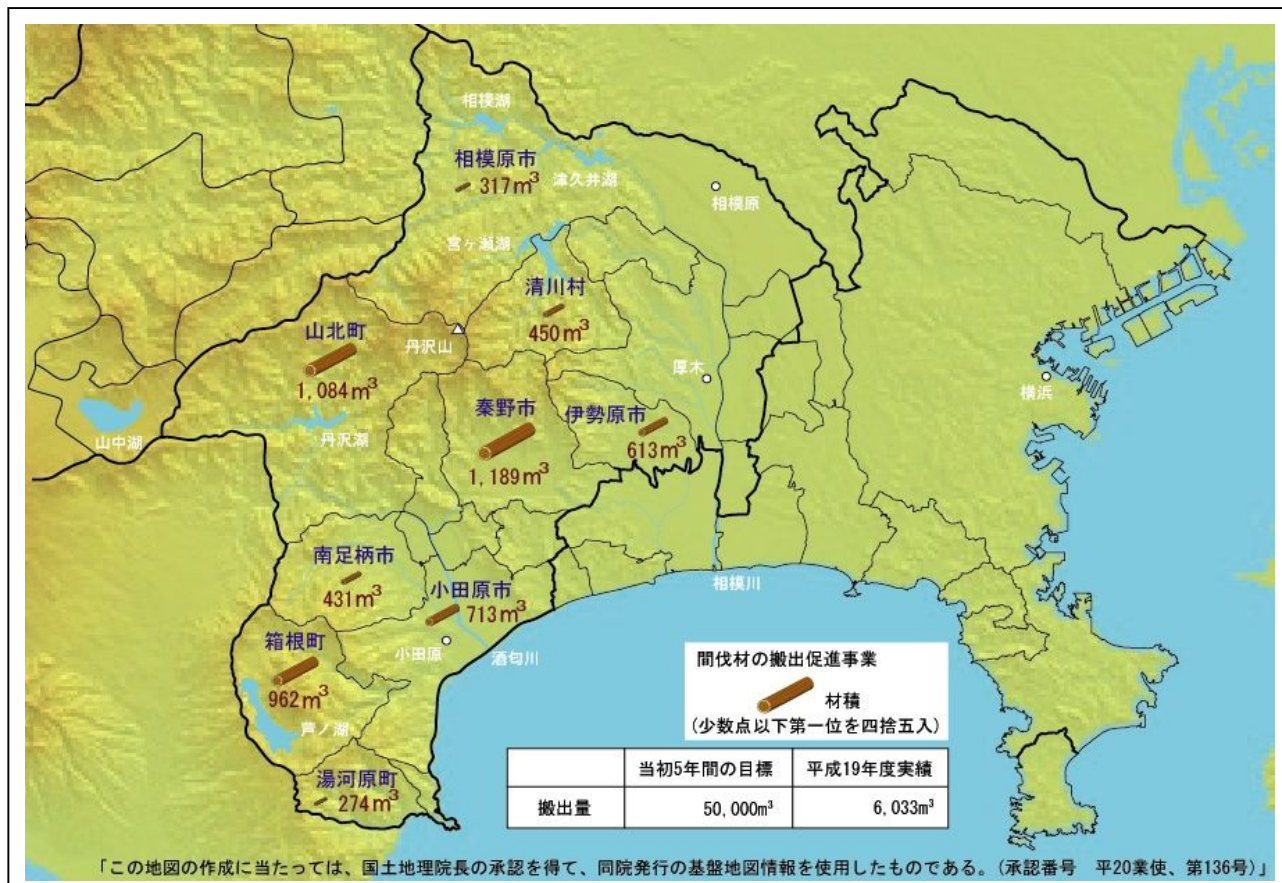 相模湖
相模原市
317m³
津久井湖
相模原
宮ヶ瀬湖
清川村
450m³
山北町
1,084m³
丹沢山
厚木
横浜
秦野市
1,189m³
伊勢原市
613m³
山中湖
丹沢湖
南足柄市
431m³
小田原市
713m³
相模川
箱根町
962m³
小田原
酒匂川
芦ノ湖
湯河原町
274m³
間伐材の搬出促進事業
材積
(少数点以下第一位を四捨五入)
当初5年間の目標 平成19年度実績
搬出量 50,000m³ 6,033m³
「この地図の作成に当たっては、国土地理院長の承認を得て、同院発行の基盤地図情報を使用したものである。(承認番号 平20業使、第136号)」